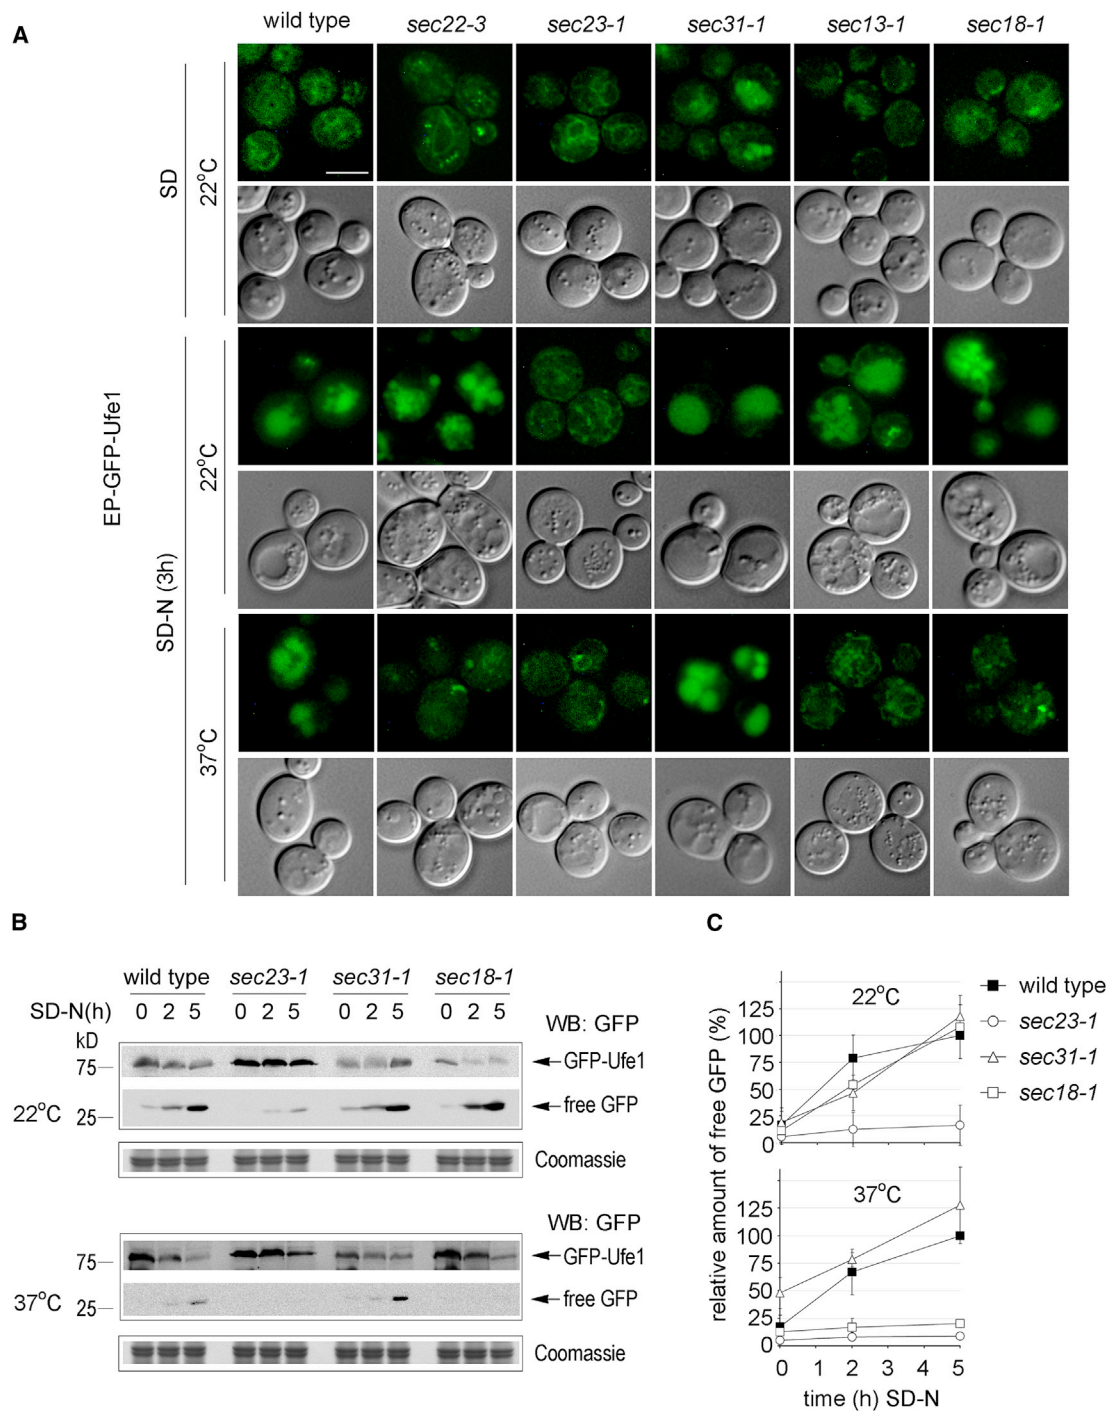 A
wild type sec22-3 sec23-1 sec31-1 sec13-1 sec18-1
EP-GFP-Ufe1
SD
22°C
SD-N (3h)
22°C
37°C
B
wild type sec23-1 sec31-1 sec18-1
SD-N(h) 0 2 5 0 2 5 0 2 5 0 2 5
kD
WB: GFP
75
GFP-Ufe1
22°C
25
free GFP
Coomassie
WB: GFP
75
GFP-Ufe1
37°C
25
free GFP
Coomassie
C
relative amount of free GFP (%)
22°C
125
100
75
50
25
0
wild type
sec23-1
sec31-1
sec18-1
37°C
125
100
75
50
25
0
0 1 2 3 4 5
time (h) SD-N